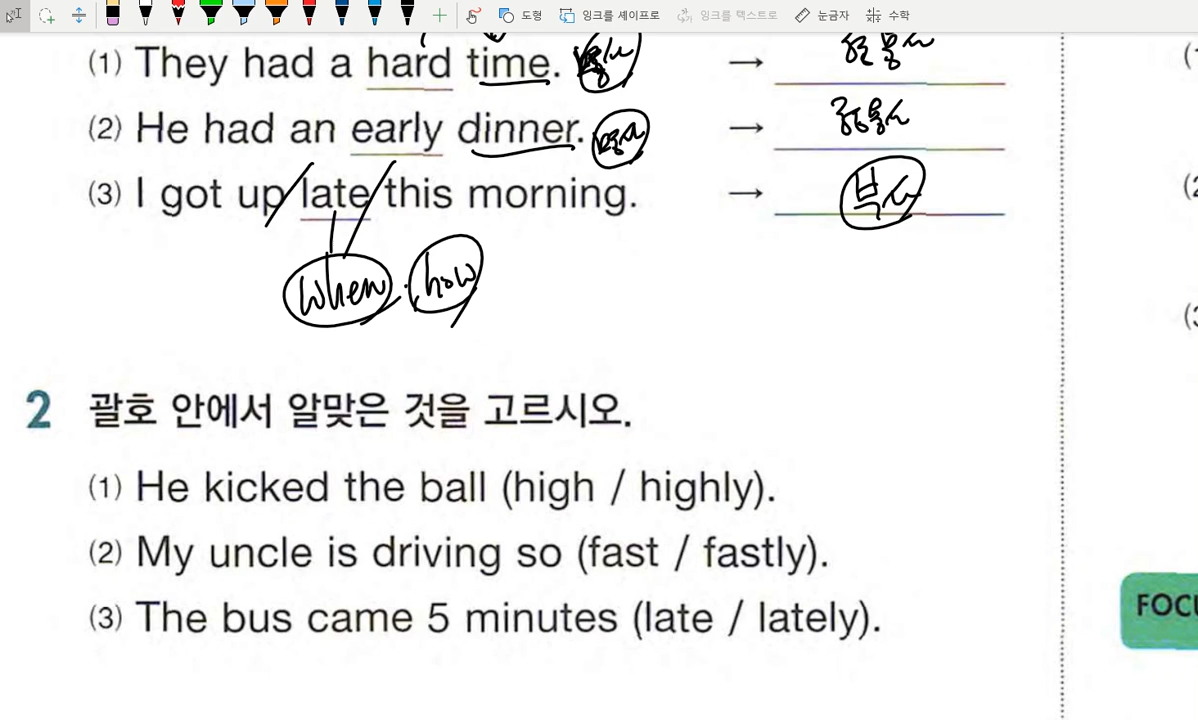 도형 잉크를 셰이프로 잉크를 텍스트로 눈금자 수학
(1) They had a hard time. 명사 → 형용사
(2) He had an early dinner. 명사 → 형용사
(3) I got up / late / this morning. → 부사
when . how
2 괄호 안에서 알맞은 것을 고르시오.
(1) He kicked the ball (high / highly).
(2) My uncle is driving so (fast / fastly).
(3) The bus came 5 minutes (late / lately).